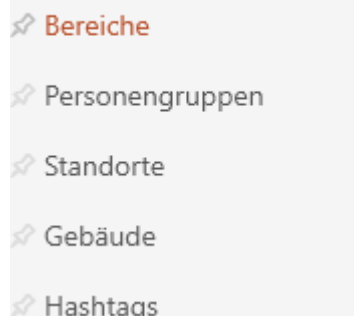 Bereiche
Personengruppen
Standorte
Gebäude
Hashtags